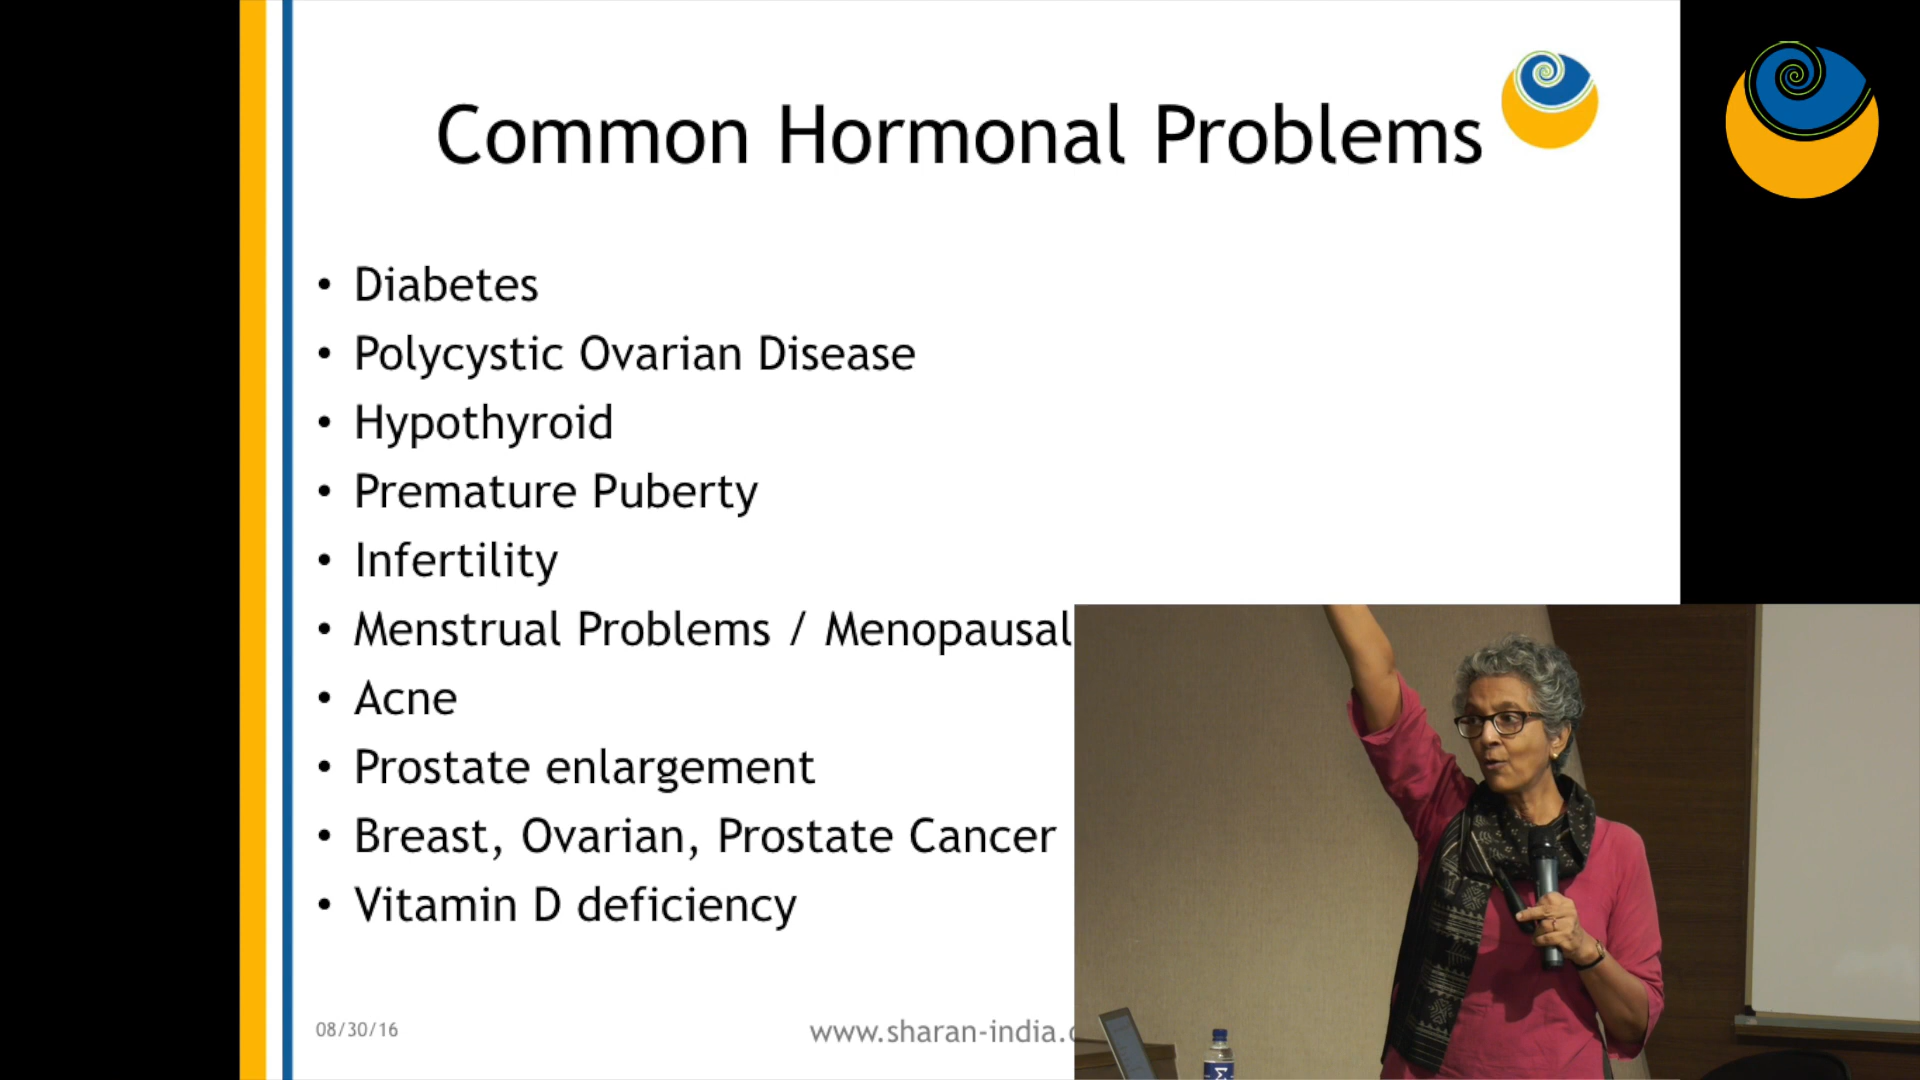 Common Hormonal Problems
• Diabetes
• Polycystic Ovarian Disease
• Hypothyroid
• Premature Puberty
• Infertility
• Menstrual Problems / Menopausal
• Acne
• Prostate enlargement
• Breast, Ovarian, Prostate Cancer
• Vitamin D deficiency
08/30/16
www.sharan-india.